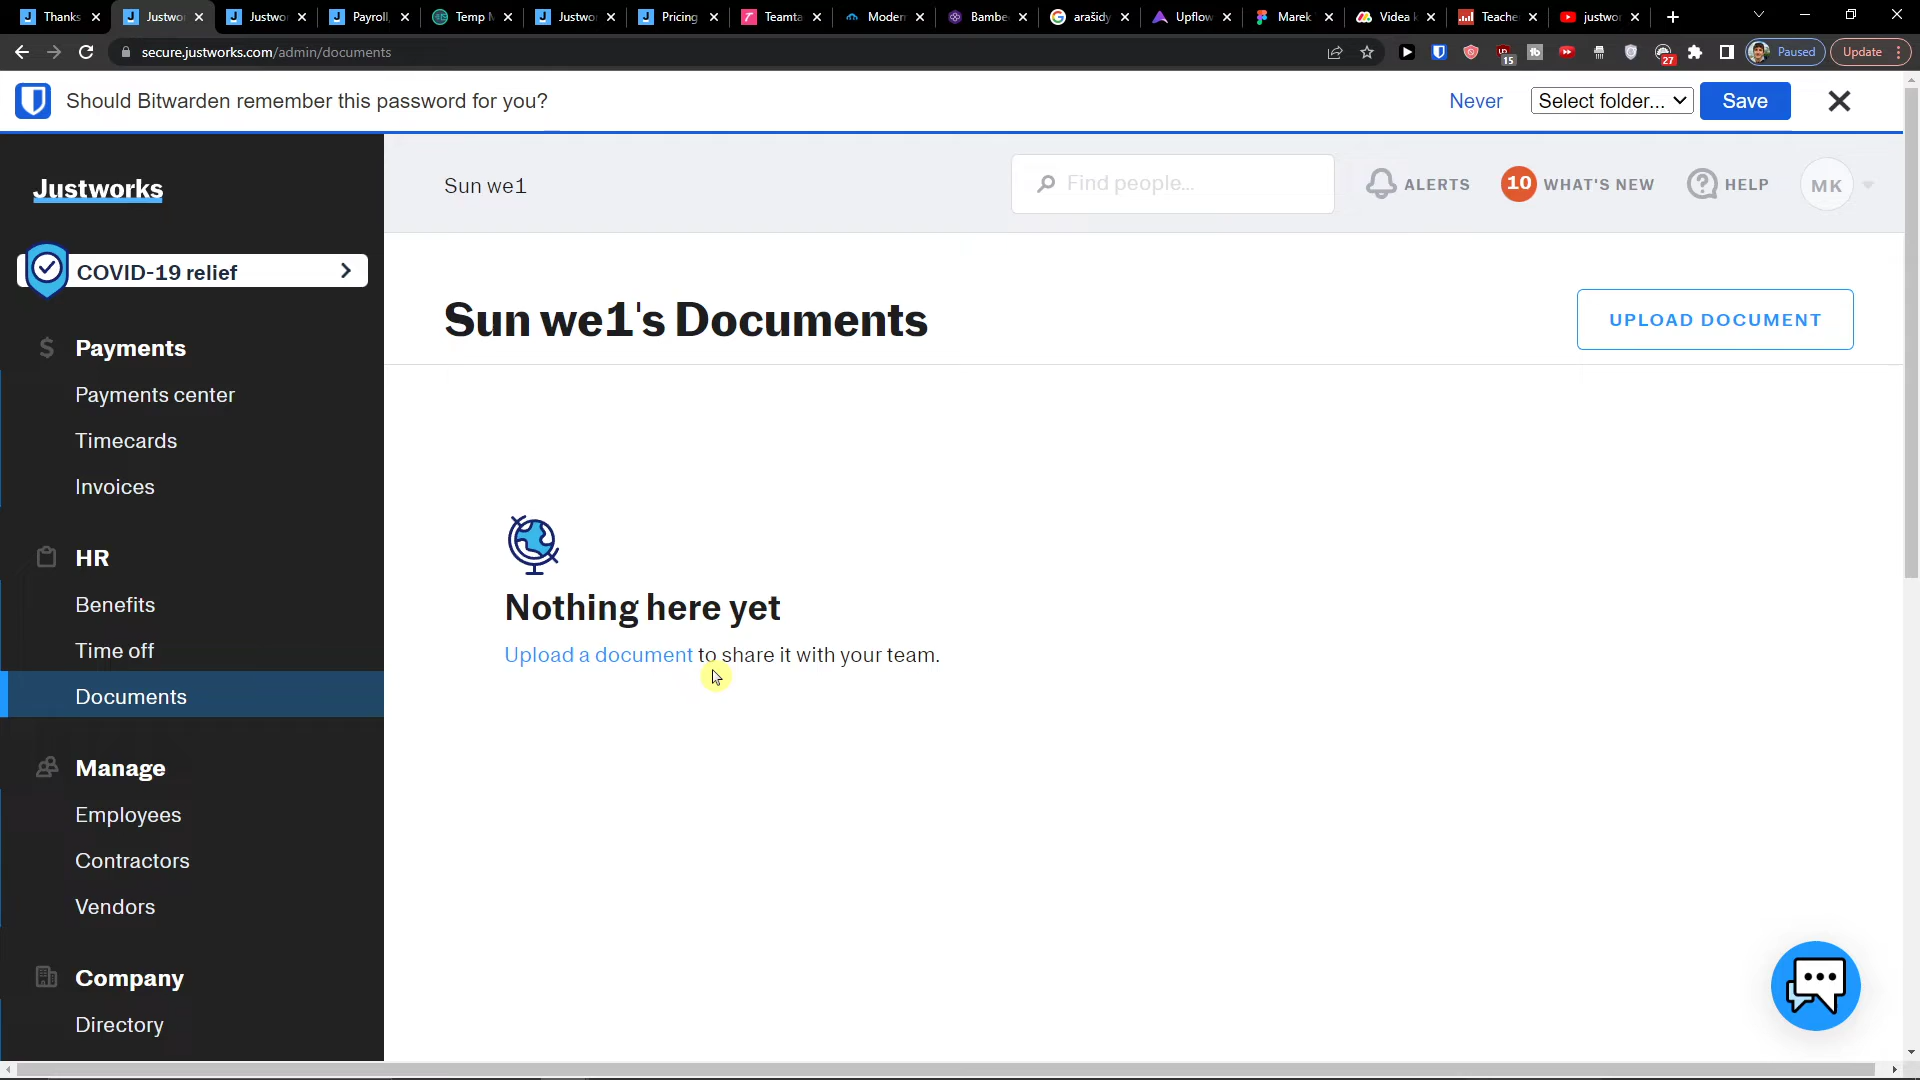 Thanks
Justwo
Justwo
Payroll,
Temp M
Justwo
Pricing
Teamta
Modern
Bambe
arašidy
Upflow
Marek
Videa k
Teache
justwo
secure.justworks.com/admin/documents
15
27
Paused
Update
Should Bitwarden remember this password for you?
Never
Select folder...
Save
Justworks
Sun we1
Find people...
ALERTS
10 WHAT'S NEW
HELP
MK
COVID-19 relief
Sun we1's Documents
UPLOAD DOCUMENT
Payments
Payments center
Timecards
Invoices
HR
Benefits
Time off
Documents
Nothing here yet
Upload a document to share it with your team.
Manage
Employees
Contractors
Vendors
Company
Directory